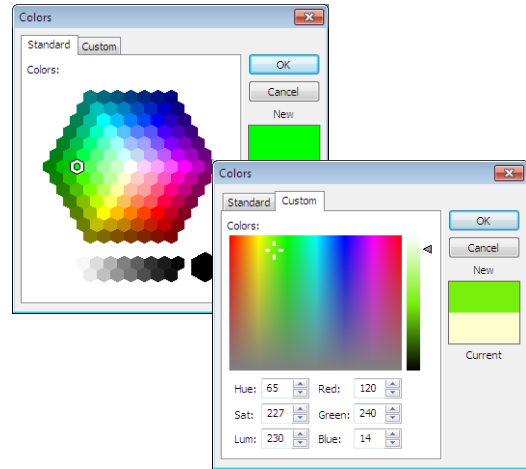 Colors
Standard Custom
Colors:
OK
Cancel
New
Colors
Standard Custom
Colors:
OK
Cancel
New
Current
Hue: 65 Red: 120
Sat: 227 Green: 240
Lum: 230 Blue: 14